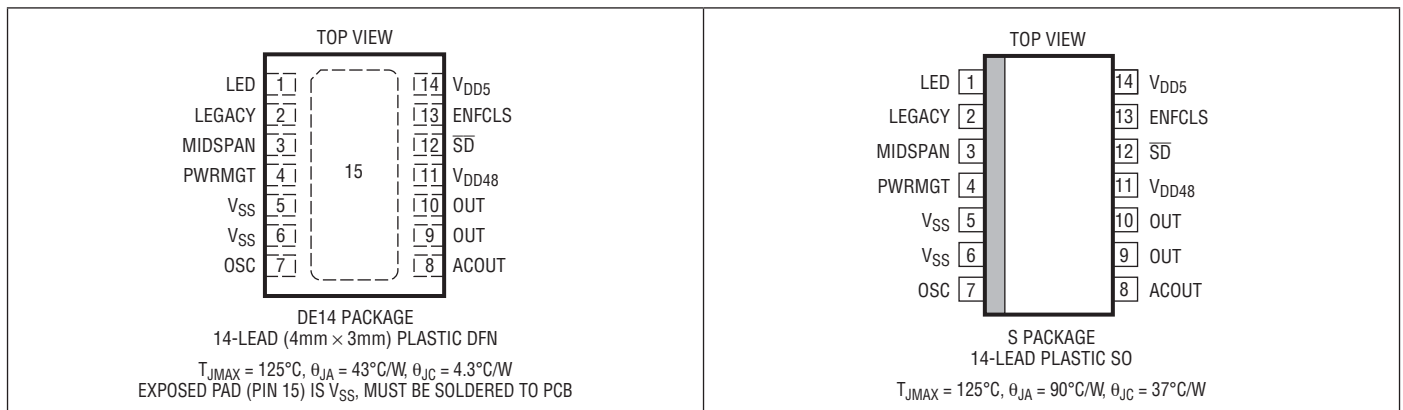 TOP VIEW
LED 1
LEGACY 2
MIDSPAN 3
PWRMGT 4
VSS 5
VSS 6
OSC 7
15
14 VDD5
13 ENFCLS
12 S̅D̅
11 VDD48
10 OUT
9 OUT
8 ACOUT
DE14 PACKAGE
14-LEAD (4mm × 3mm) PLASTIC DFN
TJMAX = 125°C, θJA = 43°C/W, θJC = 4.3°C/W
EXPOSED PAD (PIN 15) IS VSS, MUST BE SOLDERED TO PCB
TOP VIEW
LED 1
LEGACY 2
MIDSPAN 3
PWRMGT 4
VSS 5
VSS 6
OSC 7
14 VDD5
13 ENFCLS
12 S̅D̅
11 VDD48
10 OUT
9 OUT
8 ACOUT
S PACKAGE
14-LEAD PLASTIC SO
TJMAX = 125°C, θJA = 90°C/W, θJC = 37°C/W